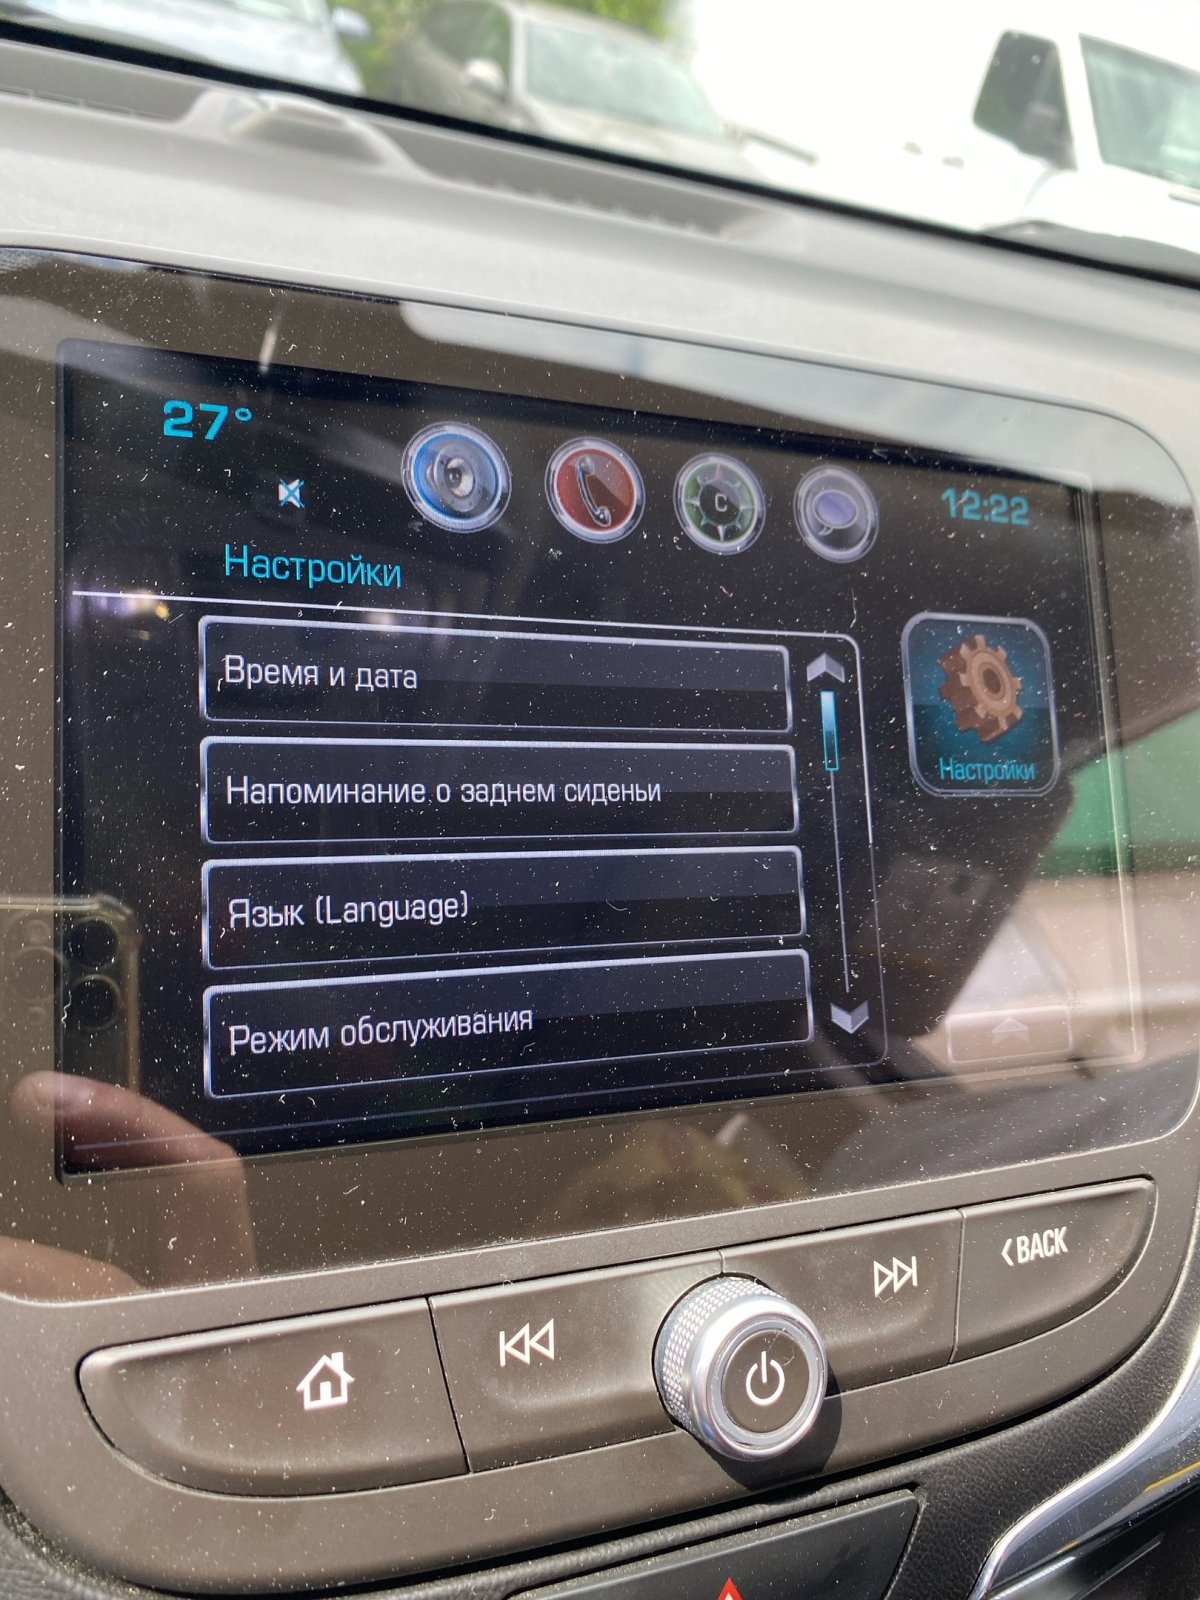 27°
12:22
C
Настройки
Время и дата
Напоминание о заднем сиденьи
Язык (Language)
Режим обслуживания
Настройки
BACK